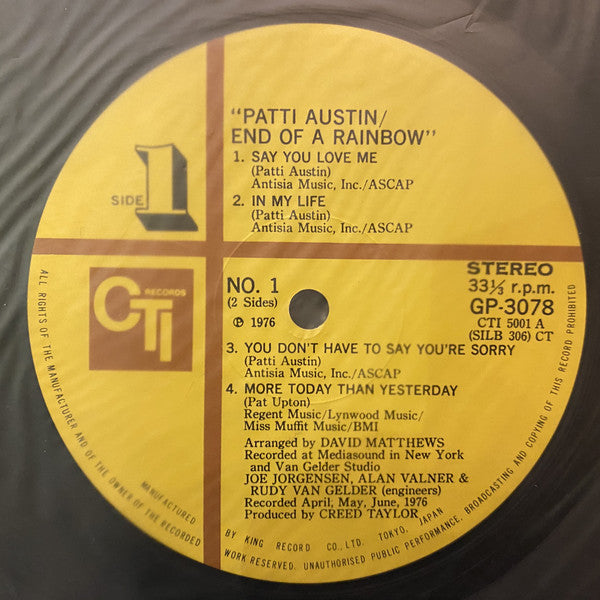 "PATTI AUSTIN/
END OF A RAINBOW"
1. SAY YOU LOVE ME
(Patti Austin)
Antisia Music, Inc./ASCAP
2. IN MY LIFE
(Patti Austin)
Antisia Music, Inc./ASCAP
SIDE 1
CTI RECORDS
NO. 1
(2 Sides)
Ⓟ 1976
STEREO
33⅓ r.p.m.
GP-3078
CTI 5001 A
(SILB 306) CT
3. YOU DON'T HAVE TO SAY YOU'RE SORRY
(Patti Austin)
Antisia Music, Inc./ASCAP
4. MORE TODAY THAN YESTERDAY
(Pat Upton)
Regent Music/Lynwood Music/
Miss Muffit Music/BMI
Arranged by DAVID MATTHEWS
Recorded at Mediasound in New York
and Van Gelder Studio
JOE JORGENSEN, ALAN VALNER &
RUDY VAN GELDER (engineers)
Recorded April, May, June, 1976
Produced by CREED TAYLOR
MANUFACTURED BY KING RECORD CO., LTD. TOKYO, JAPAN
ALL RIGHTS OF THE MANUFACTURER AND OF THE OWNER OF THE RECORDED WORK RESERVED. UNAUTHORISED PUBLIC PERFORMANCE, BROADCASTING AND COPYING OF THIS RECORD PROHIBITED